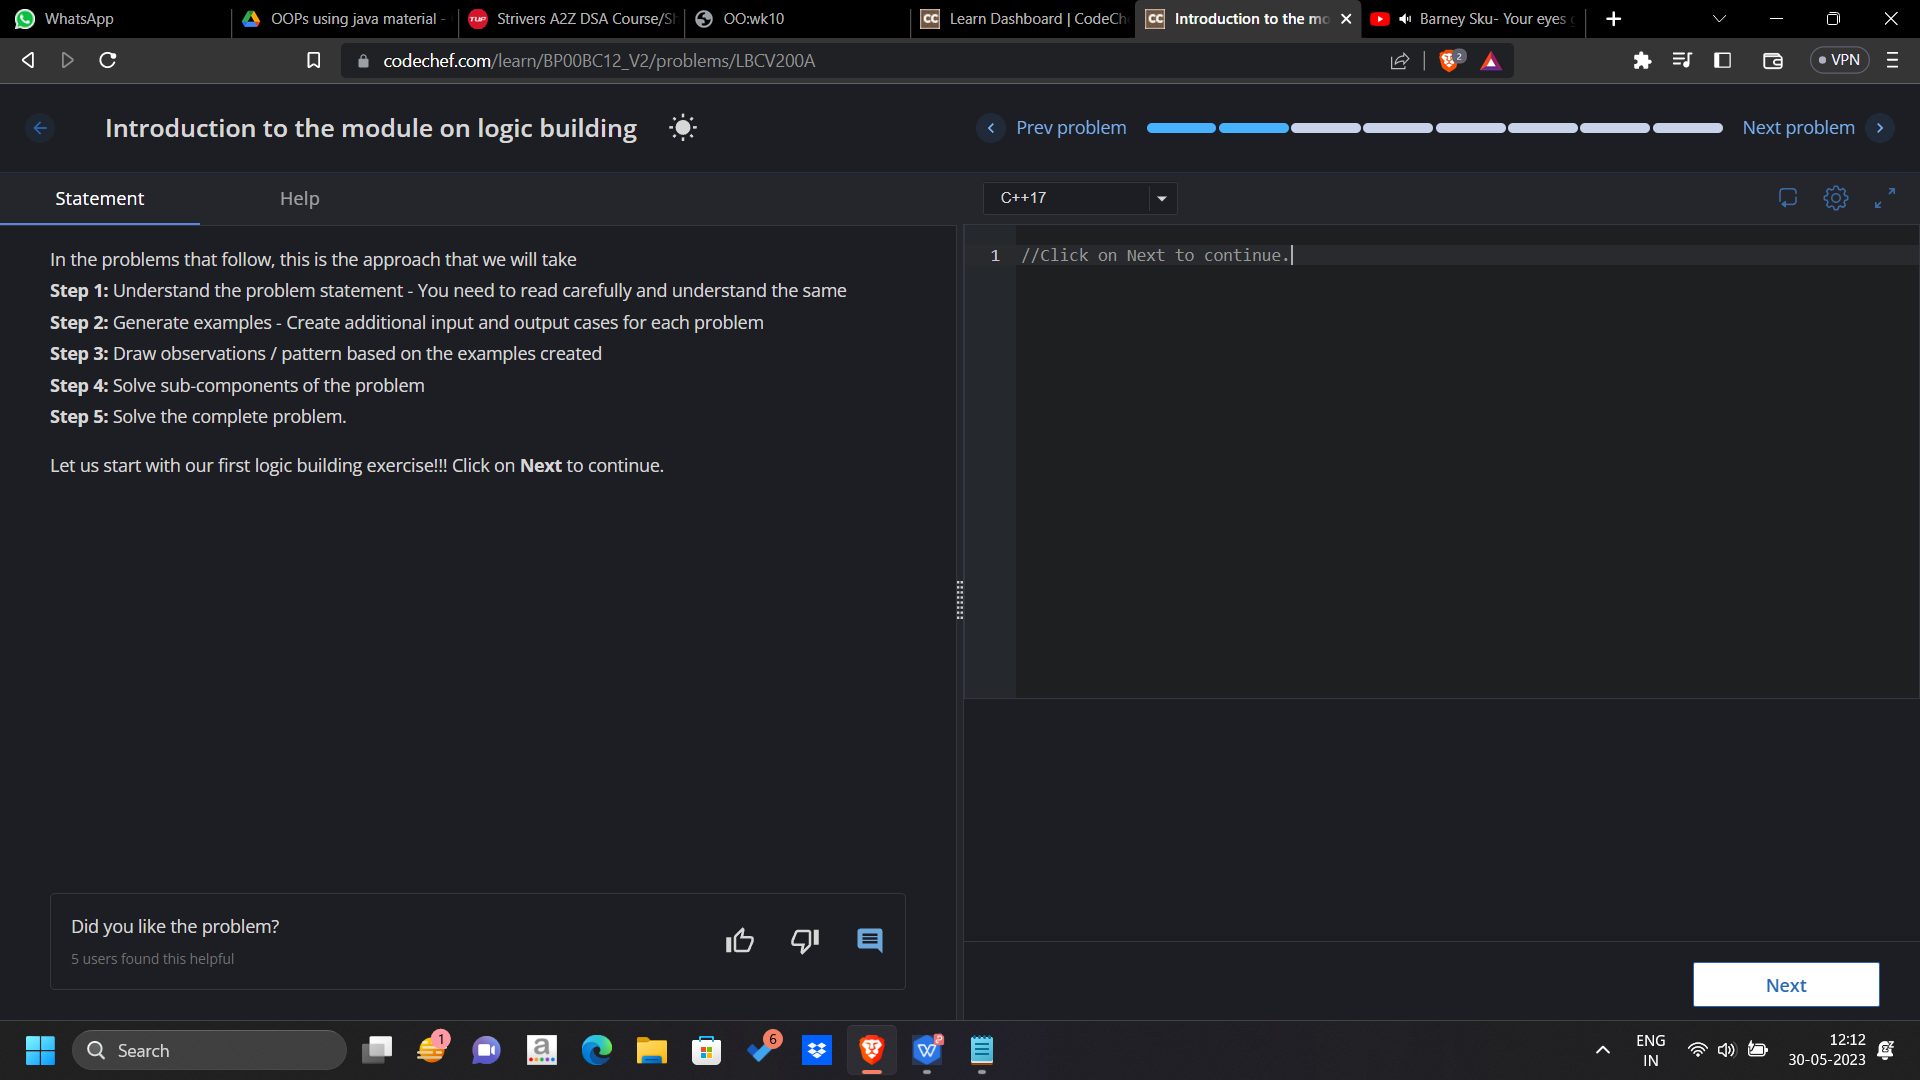 WhatsApp
OOPs using java material -
Strivers A2Z DSA Course/Sh
OO:wk10
Learn Dashboard | CodeCh
Introduction to the mo
Barney Sku- Your eyes
codechef.com/learn/BP00BC12_V2/problems/LBCV200A
2
VPN
Introduction to the module on logic building
Prev problem
Next problem
Statement
Help
C++17
In the problems that follow, this is the approach that we will take
Step 1: Understand the problem statement - You need to read carefully and understand the same
Step 2: Generate examples - Create additional input and output cases for each problem
Step 3: Draw observations / pattern based on the examples created
Step 4: Solve sub-components of the problem
Step 5: Solve the complete problem.
Let us start with our first logic building exercise!!! Click on Next to continue.
1 //Click on Next to continue.
Did you like the problem?
5 users found this helpful
Next
Search
1
6
ENG
IN
12:12
30-05-2023